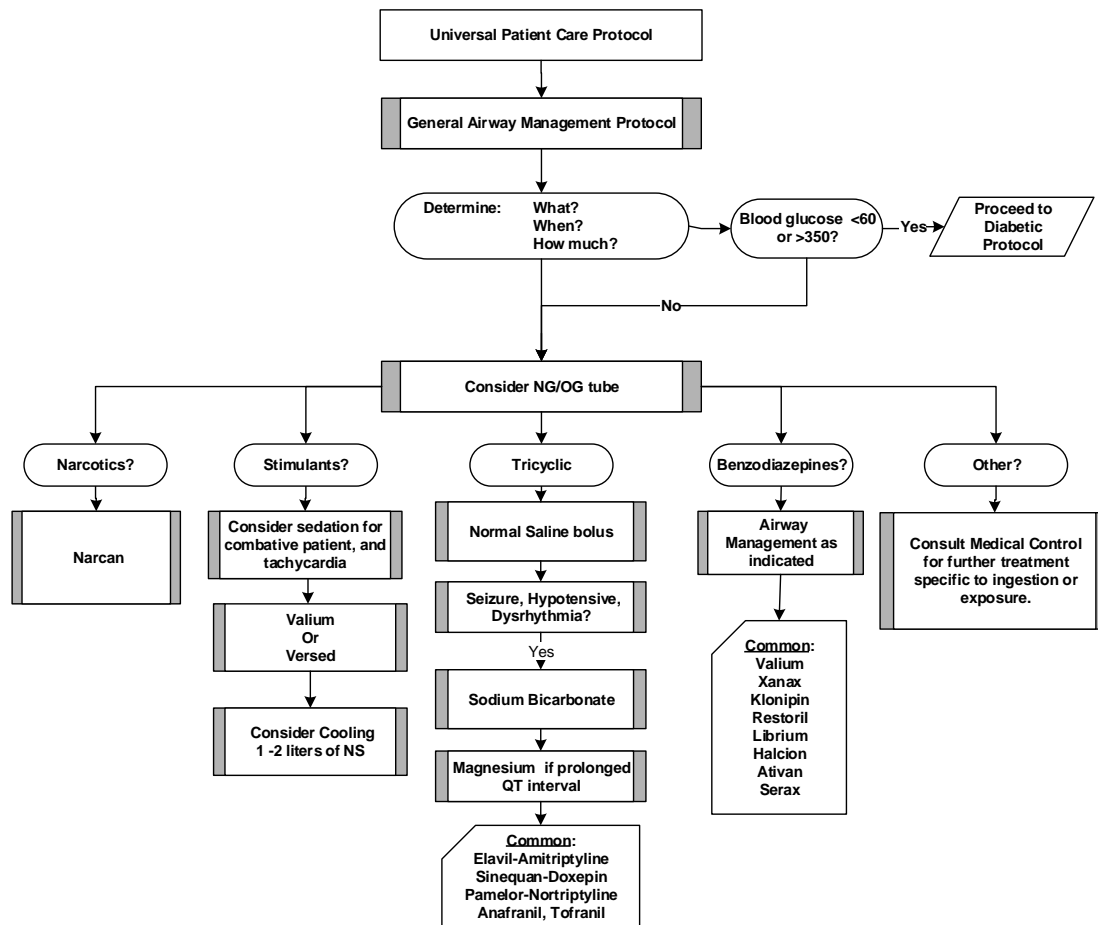 Universal Patient Care Protocol
General Airway Management Protocol
Determine: What?
When?
How much?
Blood glucose <60
or >350?
Yes
Proceed to
Diabetic
Protocol
No
Consider NG/OG tube
Narcotics?
Narcan
Stimulants?
Consider sedation for
combative patient, and
tachycardia
Valium
Or
Versed
Consider Cooling
1 -2 liters of NS
Tricyclic
Normal Saline bolus
Seizure, Hypotensive,
Dysrhythmia?
Yes
Sodium Bicarbonate
Magnesium if prolonged
QT interval
Common:
Elavil-Amitriptyline
Sinequan-Doxepin
Pamelor-Nortriptyline
Anafranil, Tofranil
Benzodiazepines?
Airway
Management as
indicated
Common:
Valium
Xanax
Klonipin
Restoril
Librium
Halcion
Ativan
Serax
Other?
Consult Medical Control
for further treatment
specific to ingestion or
exposure.